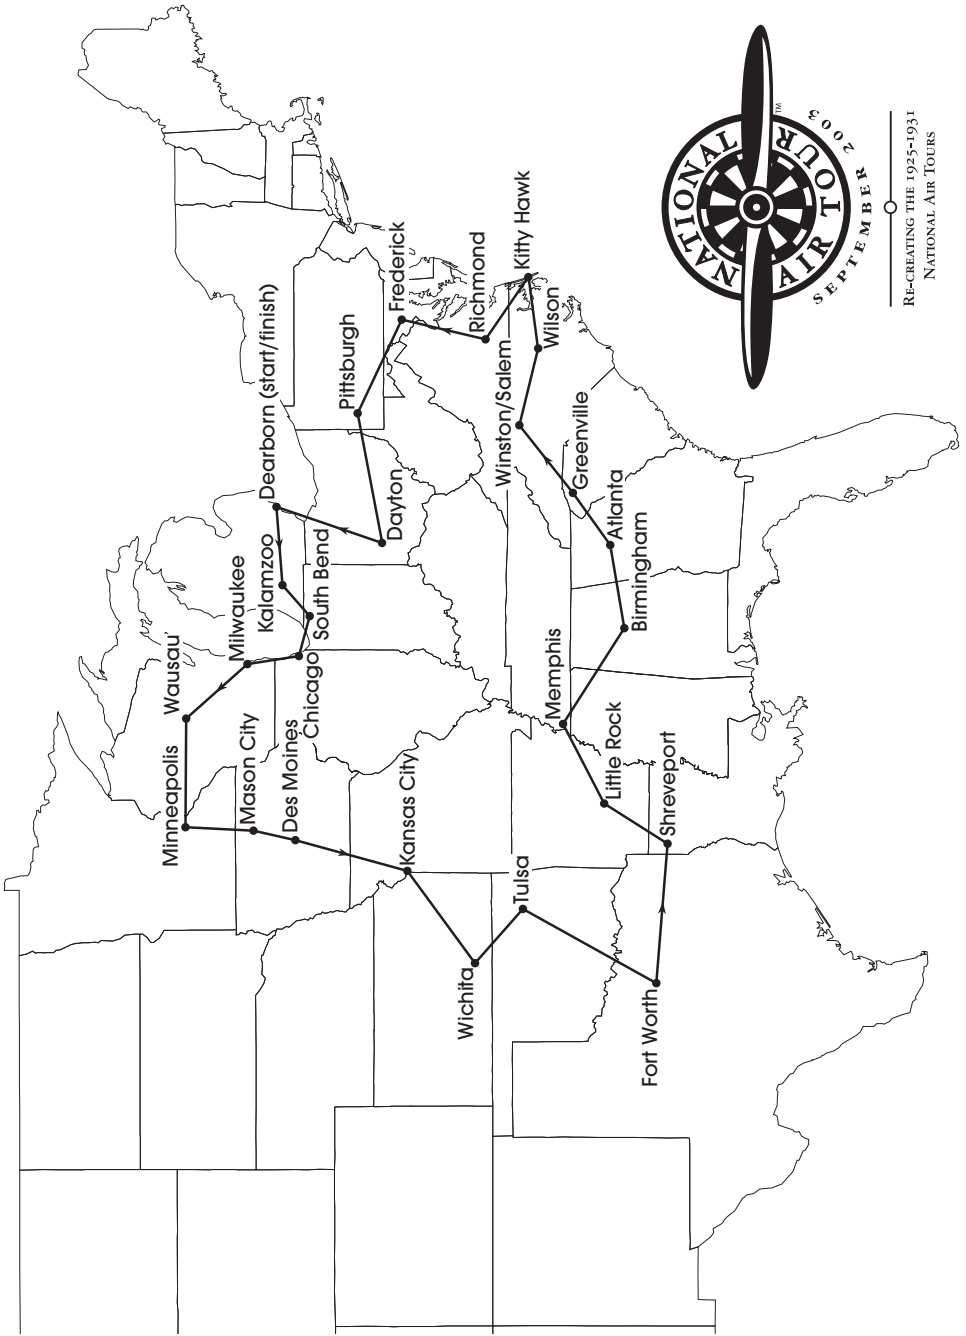 Dearborn (start/finish)
Kalamzoo
South Bend
Chicago
Milwaukee
Wausau
Minneapolis
Mason City
Des Moines
Kansas City
Wichita
Tulsa
Fort Worth
Shreveport
Little Rock
Memphis
Birmingham
Atlanta
Greenville
Winston/Salem
Wilson
Kitty Hawk
Richmond
Frederick
Pittsburgh
Dayton
NATIONAL
AIR TOUR
TM
SEPTEMBER 2003
RE-CREATING THE 1925-1931
NATIONAL AIR TOURS